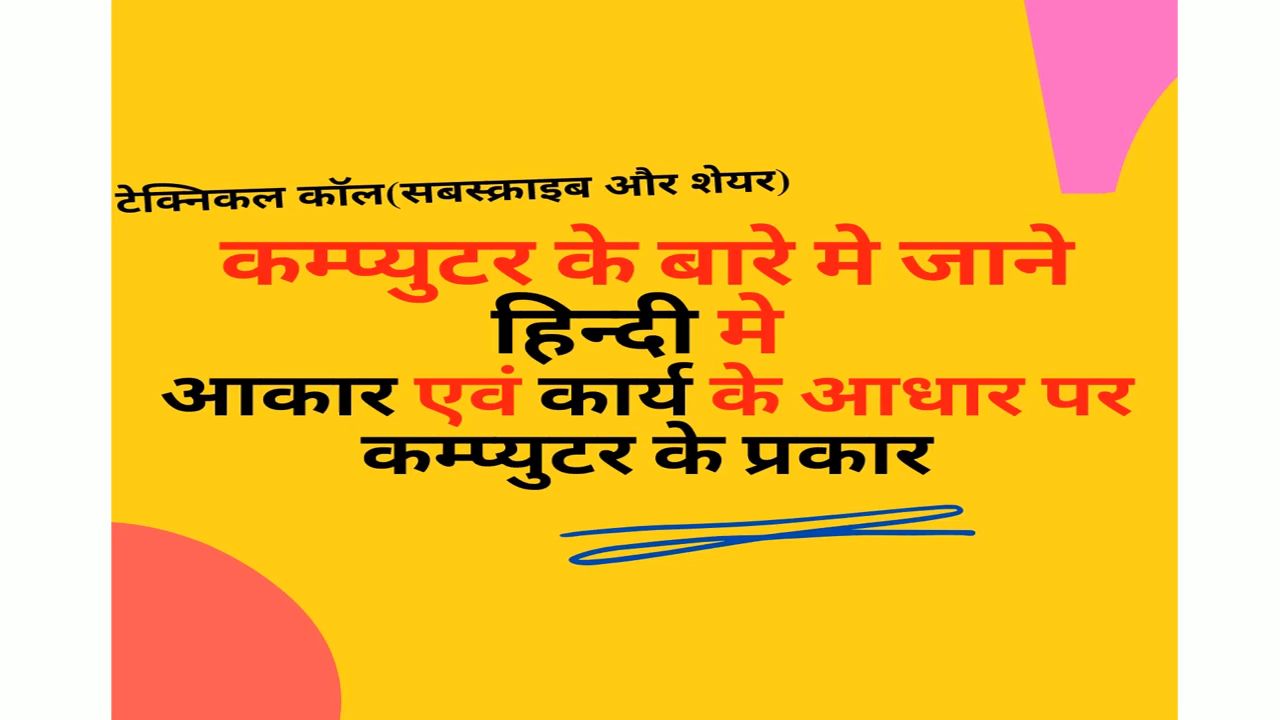 टेक्निकल कॉल(सबस्क्राइब और शेयर)
कम्प्युटर के बारे मे जाने
हिन्दी मे
आकार एवं कार्य के आधार पर
कम्प्युटर के प्रकार